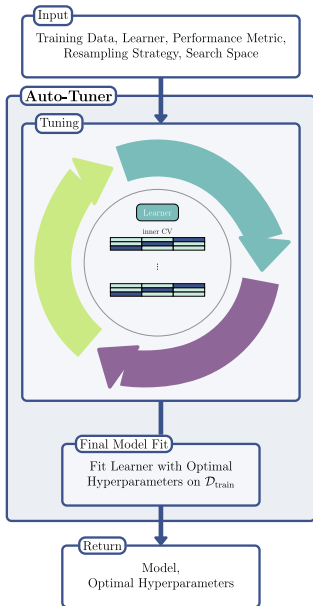 Input
Training Data, Learner, Performance Metric,
Resampling Strategy, Search Space
Auto-Tuner
Tuning
Learner
inner CV
⋮
Final Model Fit
Fit Learner with Optimal
Hyperparameters on 𝒟train
Return
Model,
Optimal Hyperparameters